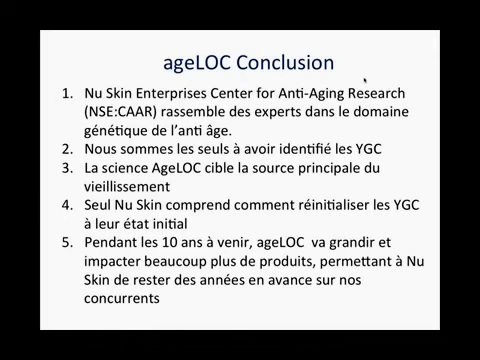 ageLOC Conclusion
1. Nu Skin Enterprises Center for Anti-Aging Research
(NSE:CAAR) rassemble des experts dans le domaine
génétique de l'anti âge.
2. Nous sommes les seuls à avoir identifié les YGC
3. La science AgeLOC cible la source principale du
vieillissement
4. Seul Nu Skin comprend comment réinitialiser les YGC
à leur état initial
5. Pendant les 10 ans à venir, ageLOC va grandir et
impacter beaucoup plus de produits, permettant à Nu
Skin de rester des années en avance sur nos
concurrents